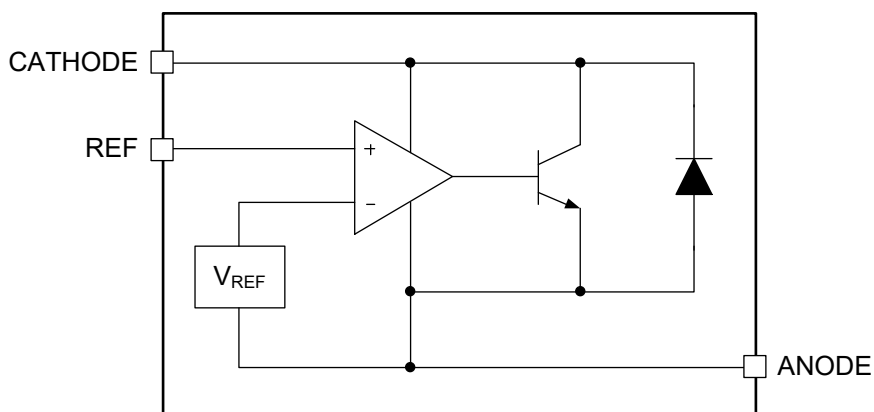 CATHODE
REF
+
−
VREF
ANODE